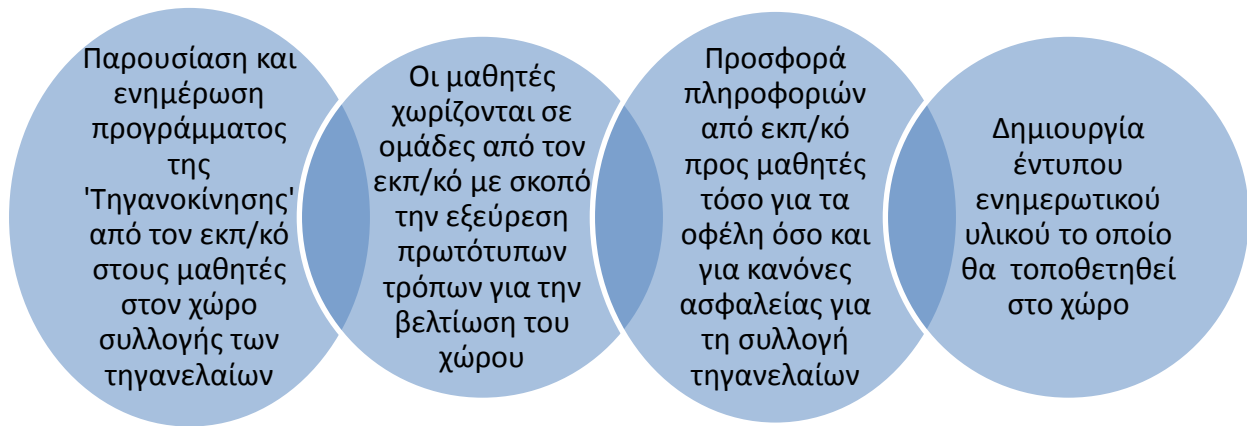 Παρουσίαση και
ενημέρωση
προγράμματος
της
'Τηγανοκίνησης'
από τον εκπ/κό
στους μαθητές
στον χώρο
συλλογής των
τηγανελαίων
Οι μαθητές
χωρίζονται σε
ομάδες από τον
εκπ/κό με σκοπό
την εξεύρεση
πρωτότυπων
τρόπων για την
βελτίωση του
χώρου
Προσφορά
πληροφοριών
από εκπ/κό
προς μαθητές
τόσο για τα
οφέλη όσο και
για κανόνες
ασφαλείας για
τη συλλογή
τηγανελαίων
Δημιουργία
έντυπου
ενημερωτικού
υλικού το οποίο
θα τοποθετηθεί
στο χώρο